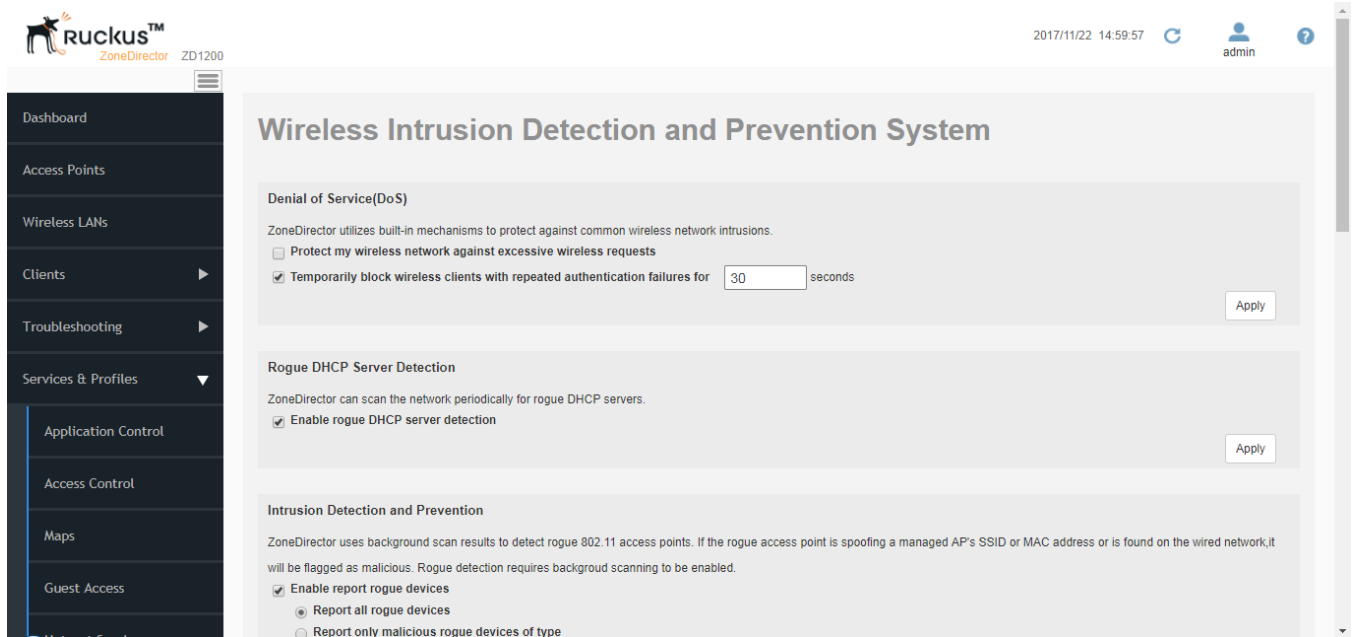 Ruckus™
ZoneDirector ZD1200
2017/11/22 14:59:57
admin
Dashboard
Access Points
Wireless LANs
Clients
Troubleshooting
Services & Profiles
Application Control
Access Control
Maps
Guest Access
Wireless Intrusion Detection and Prevention System
Denial of Service(DoS)
ZoneDirector utilizes built-in mechanisms to protect against common wireless network intrusions.
Protect my wireless network against excessive wireless requests
Temporarily block wireless clients with repeated authentication failures for 30 seconds
Apply
Rogue DHCP Server Detection
ZoneDirector can scan the network periodically for rogue DHCP servers.
Enable rogue DHCP server detection
Apply
Intrusion Detection and Prevention
ZoneDirector uses background scan results to detect rogue 802.11 access points. If the rogue access point is spoofing a managed AP's SSID or MAC address or is found on the wired network,it
will be flagged as malicious. Rogue detection requires backgroud scanning to be enabled.
Enable report rogue devices
Report all rogue devices
Report only malicious rogue devices of type